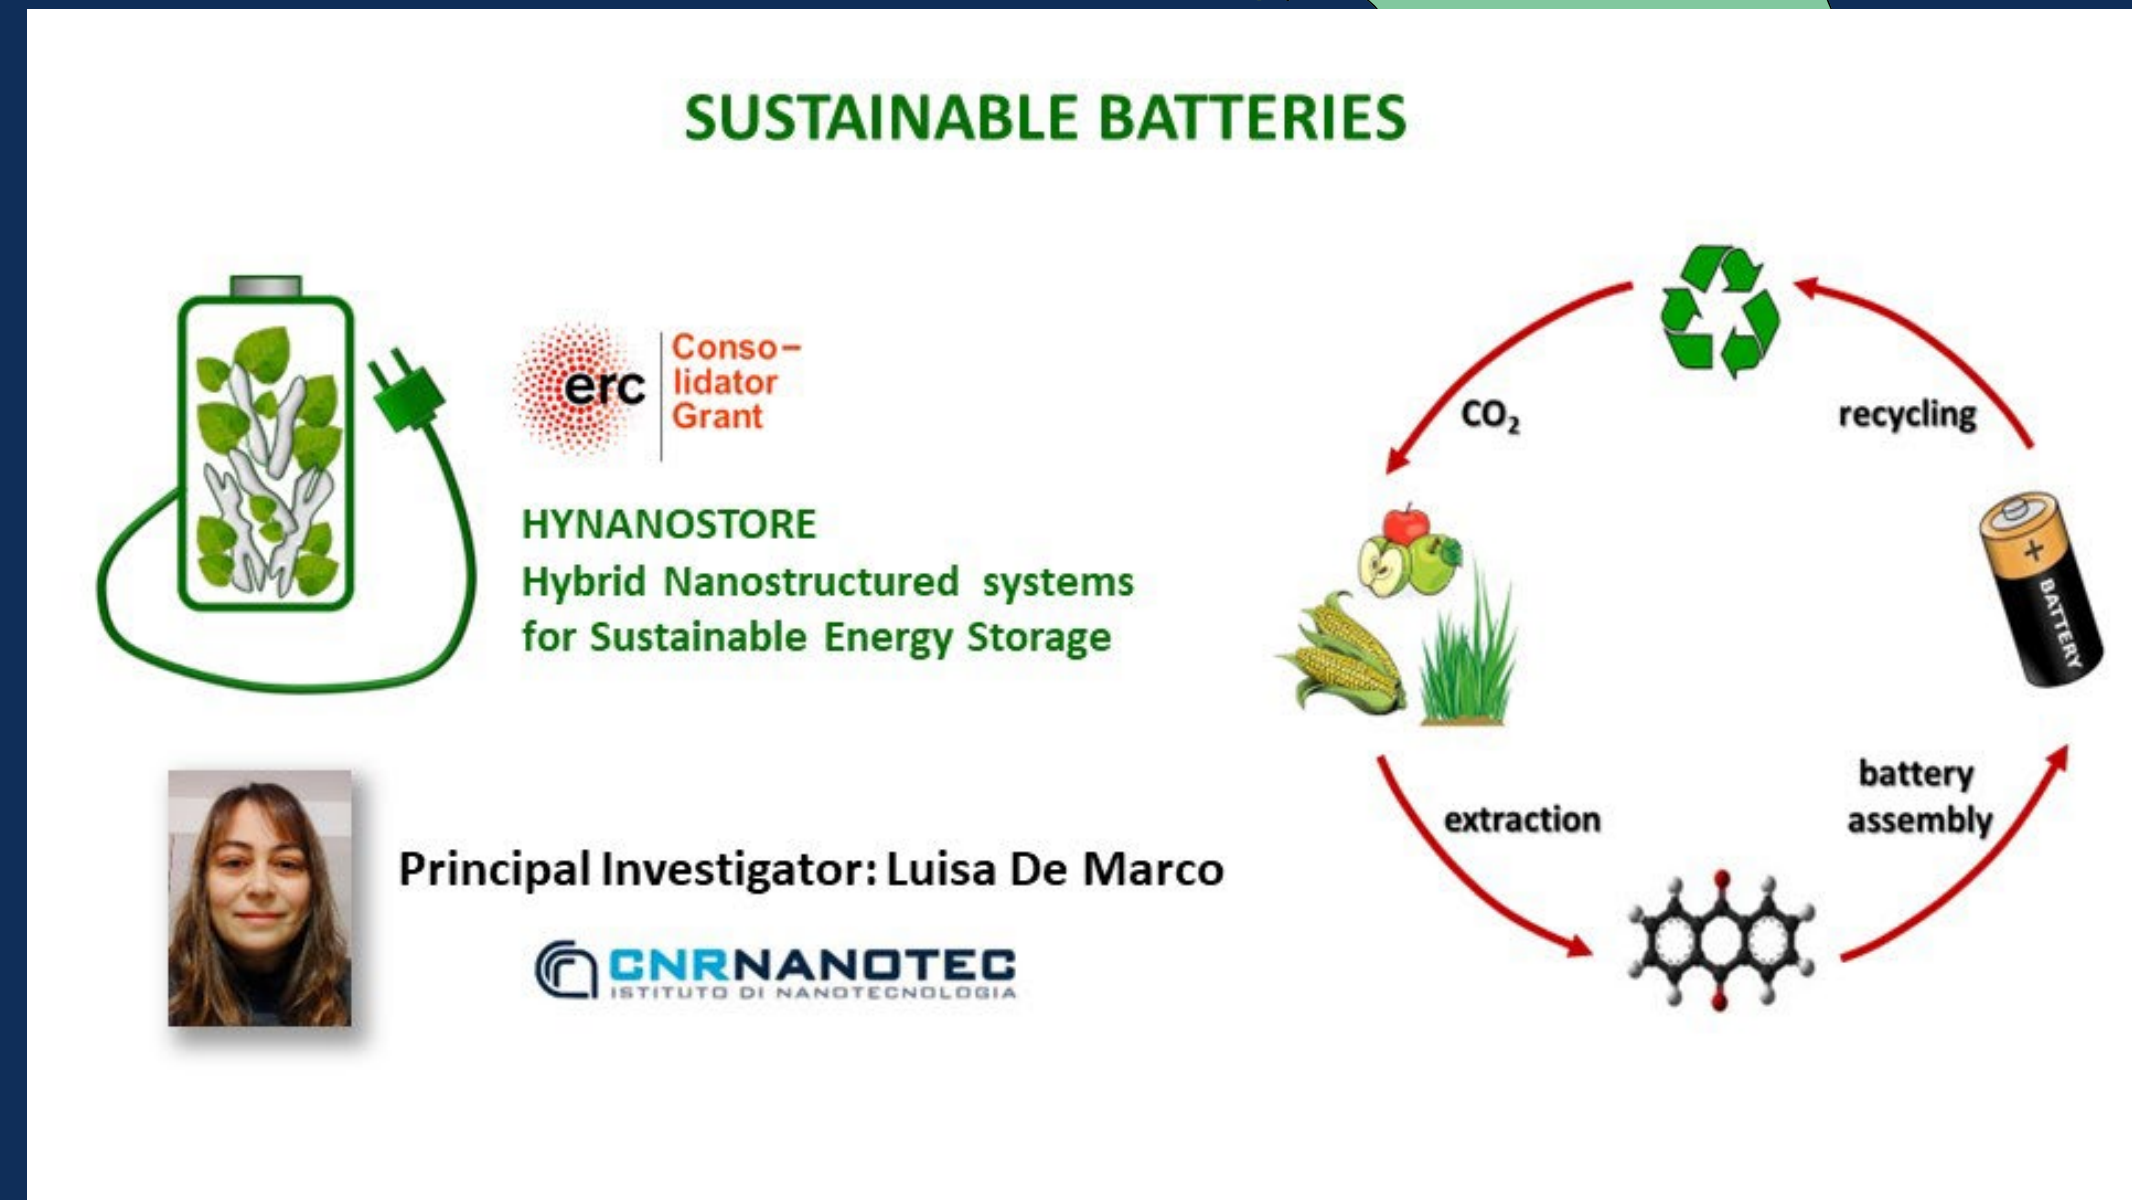 SUSTAINABLE BATTERIES
erc
Conso–
lidator
Grant
HYNANOSTORE
Hybrid Nanostructured systems
for Sustainable Energy Storage
Principal Investigator: Luisa De Marco
CNRNANOTEC
ISTITUTO DI NANOTECNOLOGIA
CO₂
recycling
BATTERY
+
extraction
battery
assembly